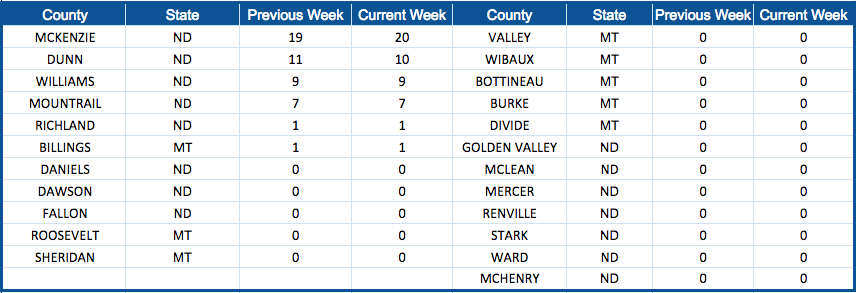 County State Previous Week Current Week County State Previous Week Current Week
MCKENZIE ND 19 20 VALLEY MT 0 0
DUNN ND 11 10 WIBAUX MT 0 0
WILLIAMS ND 9 9 BOTTINEAU MT 0 0
MOUNTRAIL ND 7 7 BURKE MT 0 0
RICHLAND ND 1 1 DIVIDE MT 0 0
BILLINGS MT 1 1 GOLDEN VALLEY ND 0 0
DANIELS ND 0 0 MCLEAN ND 0 0
DAWSON ND 0 0 MERCER ND 0 0
FALLON ND 0 0 RENVILLE ND 0 0
ROOSEVELT MT 0 0 STARK ND 0 0
SHERIDAN MT 0 0 WARD ND 0 0
MCHENRY ND 0 0